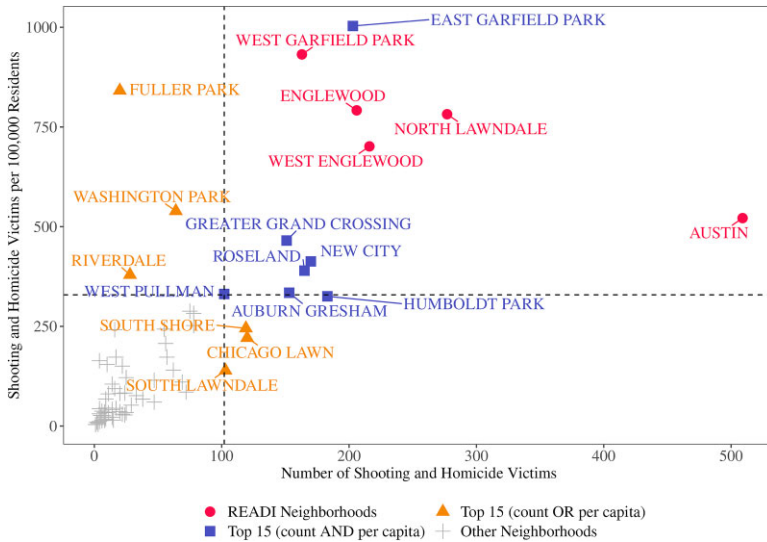 Shooting and Homicide Victims per 100,000 Residents
1000
750
500
250
0
EAST GARFIELD PARK
WEST GARFIELD PARK
FULLER PARK
ENGLEWOOD
NORTH LAWNDALE
WEST ENGLEWOOD
WASHINGTON PARK
GREATER GRAND CROSSING
AUSTIN
ROSELAND
NEW CITY
RIVERDALE
WEST PULLMAN
AUBURN GRESHAM
HUMBOLDT PARK
SOUTH SHORE
CHICAGO LAWN
SOUTH LAWNDALE
0 100 200 300 400 500
Number of Shooting and Homicide Victims
READI Neighborhoods
Top 15 (count OR per capita)
Top 15 (count AND per capita)
Other Neighborhoods